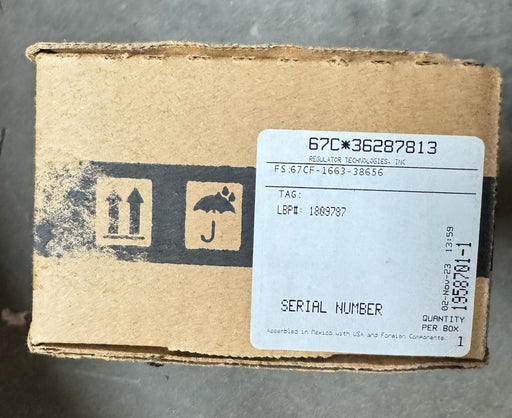 67C*36287813
REGULATOR TECHNOLOGIES, INC
FS:67CF-1663-38656
TAG:
LBP#: 1809787
SERIAL NUMBER
Assembled in Mexico with USA and Foreign Components.
02-Nov-23 13:59
1958701-1
QUANTITY
PER BOX
1